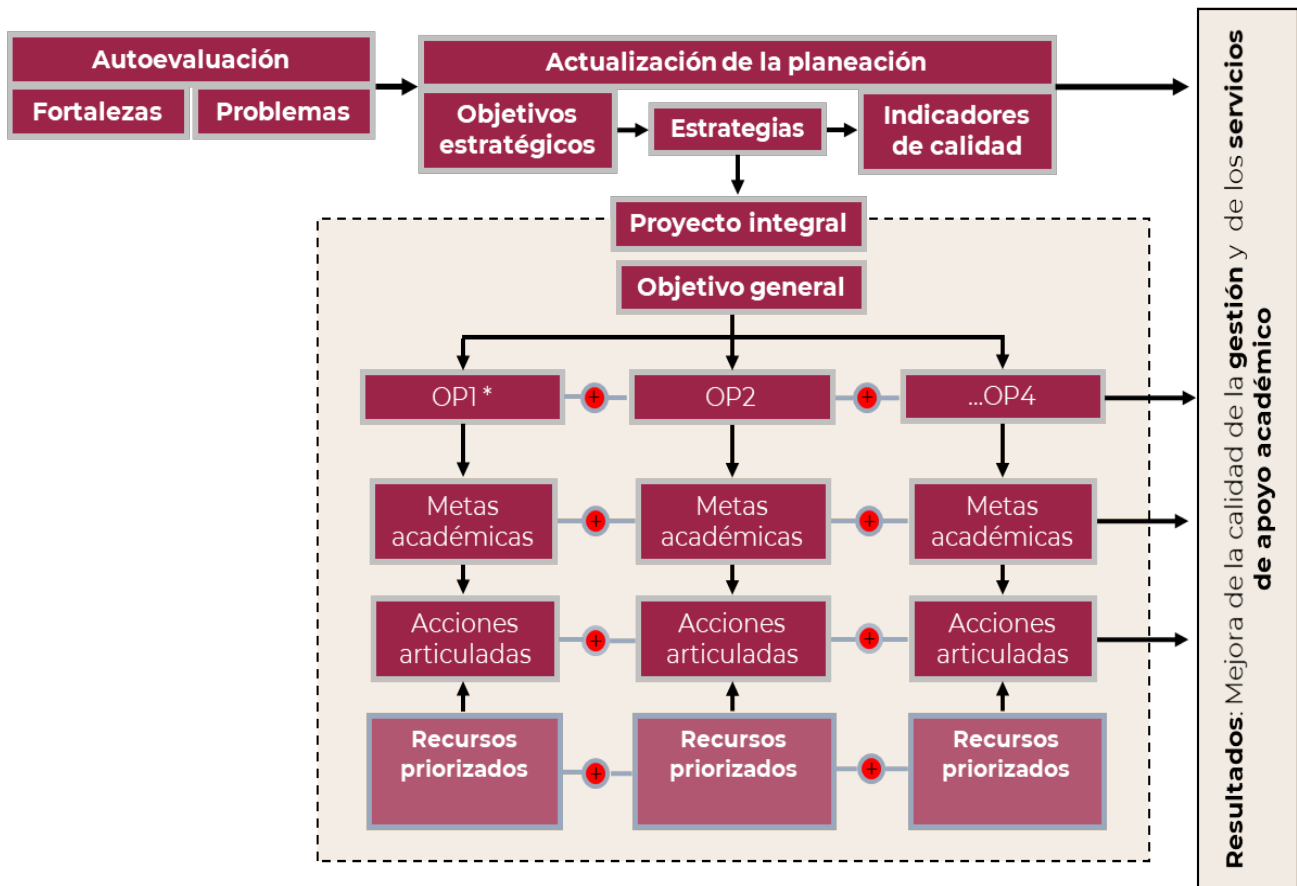 Autoevaluación
Fortalezas
Problemas
Actualización de la planeación
Objetivos
estratégicos
Estrategias
Indicadores
de calidad
Proyecto integral
Objetivo general
OP1 *
+
OP2
+
...OP4
Metas
académicas
+
Metas
académicas
+
Metas
académicas
Acciones
articuladas
+
Acciones
articuladas
+
Acciones
articuladas
Recursos
priorizados
+
Recursos
priorizados
+
Recursos
priorizados
Resultados: Mejora de la calidad de la gestión y de los servicios
de apoyo académico